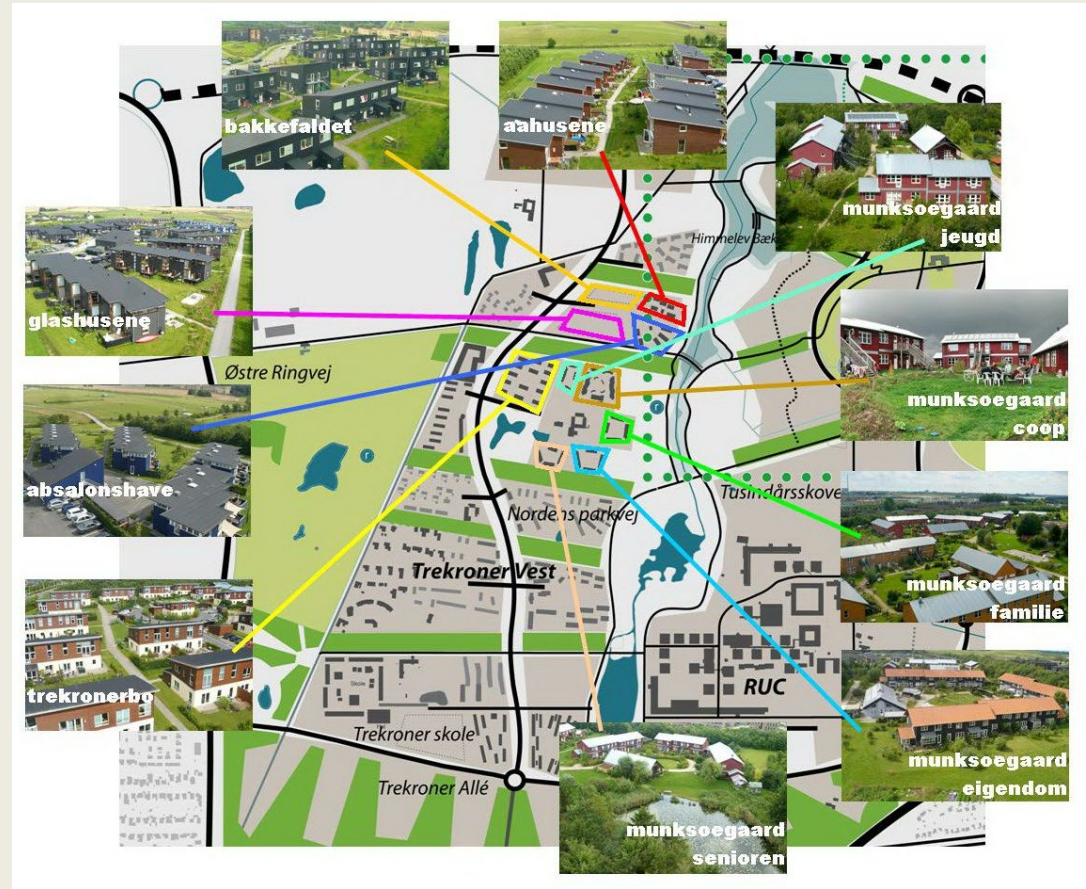 bakkefaldet
aahusene
munksoegaard
jeugd
Himmelev Bæk
glashusene
Østre Ringvej
munksoegaard
coop
absalonshave
Nordens parkvej
Tusindårsskove
Trekroner Vest
munksoegaard
familie
trekronerbo
Skole
RUC
Trekroner skole
Trekroner Allé
munksoegaard
eigendom
munksoegaard
senioren
r
r